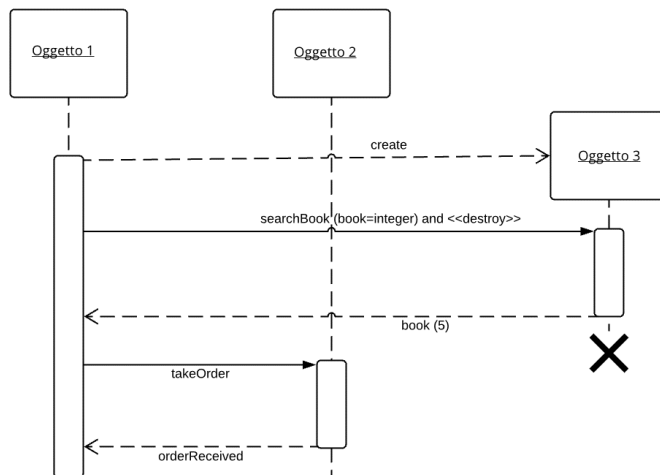 Oggetto 1
Oggetto 2
create
Oggetto 3
searchBook (book=integer) and <<destroy>>
book (5)
takeOrder
orderReceived